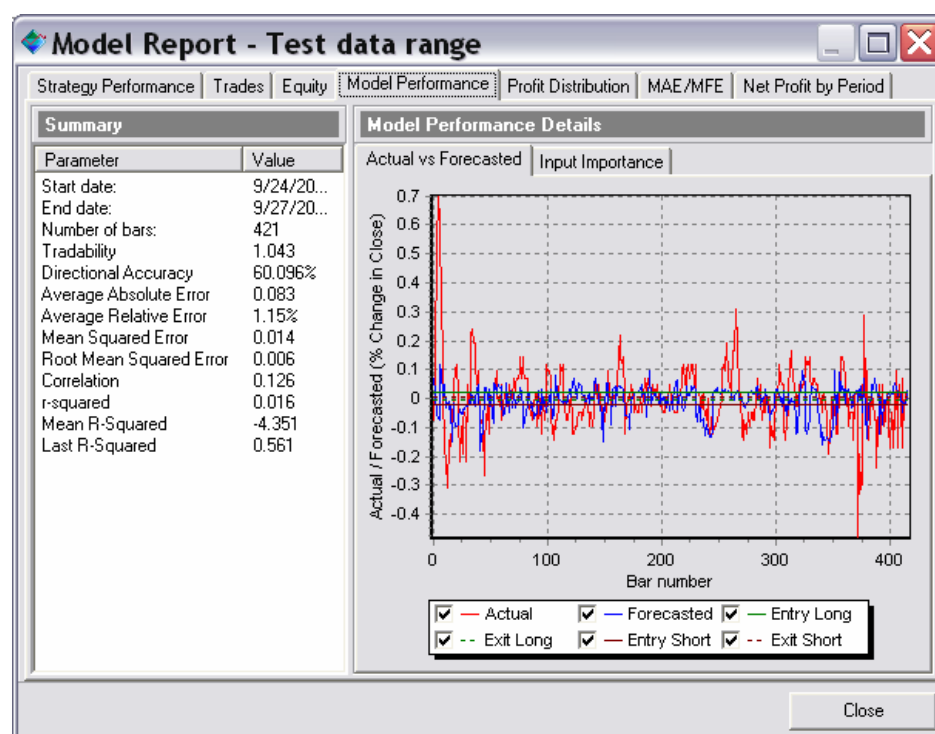 Model Report - Test data range
Strategy Performance Trades Equity Model Performance Profit Distribution MAE/MFE Net Profit by Period
Summary
Parameter Value
Start date: 9/24/20...
End date: 9/27/20...
Number of bars: 421
Tradability 1.043
Directional Accuracy 60.096%
Average Absolute Error 0.083
Average Relative Error 1.15%
Mean Squared Error 0.014
Root Mean Squared Error 0.006
Correlation 0.126
r-squared 0.016
Mean R-Squared -4.351
Last R-Squared 0.561
Model Performance Details
Actual vs Forecasted Input Importance
Actual / Forecasted (% Change in Close)
0.7
0.6
0.5
0.4
0.3
0.2
0.1
0
-0.1
-0.2
-0.3
-0.4
0 100 200 300 400
Bar number
Actual Forecasted Entry Long
Exit Long Entry Short Exit Short
Close